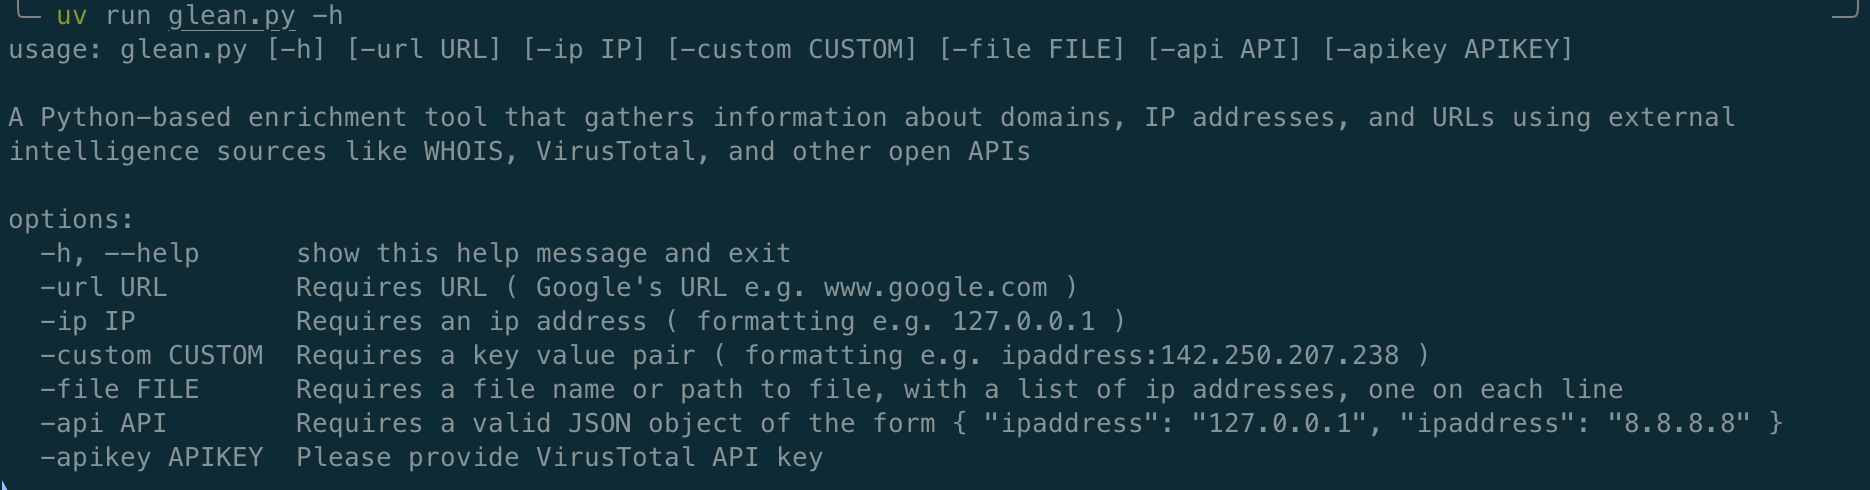 uv run glean.py -h
usage: glean.py [-h] [-url URL] [-ip IP] [-custom CUSTOM] [-file FILE] [-api API] [-apikey APIKEY]
A Python-based enrichment tool that gathers information about domains, IP addresses, and URLs using external
intelligence sources like WHOIS, VirusTotal, and other open APIs
options:
-h, --help show this help message and exit
-url URL Requires URL ( Google's URL e.g. www.google.com )
-ip IP Requires an ip address ( formatting e.g. 127.0.0.1 )
-custom CUSTOM Requires a key value pair ( formatting e.g. ipaddress:142.250.207.238 )
-file FILE Requires a file name or path to file, with a list of ip addresses, one on each line
-api API Requires a valid JSON object of the form { "ipaddress": "127.0.0.1", "ipaddress": "8.8.8.8" }
-apikey APIKEY Please provide VirusTotal API key